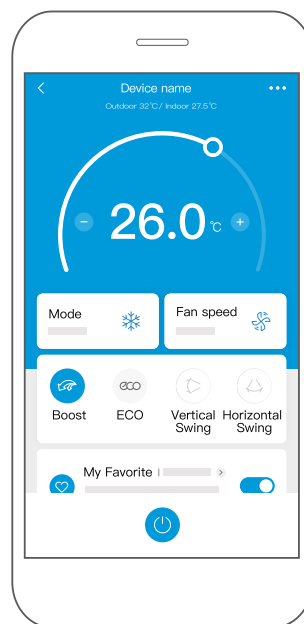 Device name
Outdoor 32℃/ Indoor 27.5℃
26.0 ℃
Mode
Fan speed
eco
Boost
ECO
Vertical Swing
Horizontal Swing
My Favorite